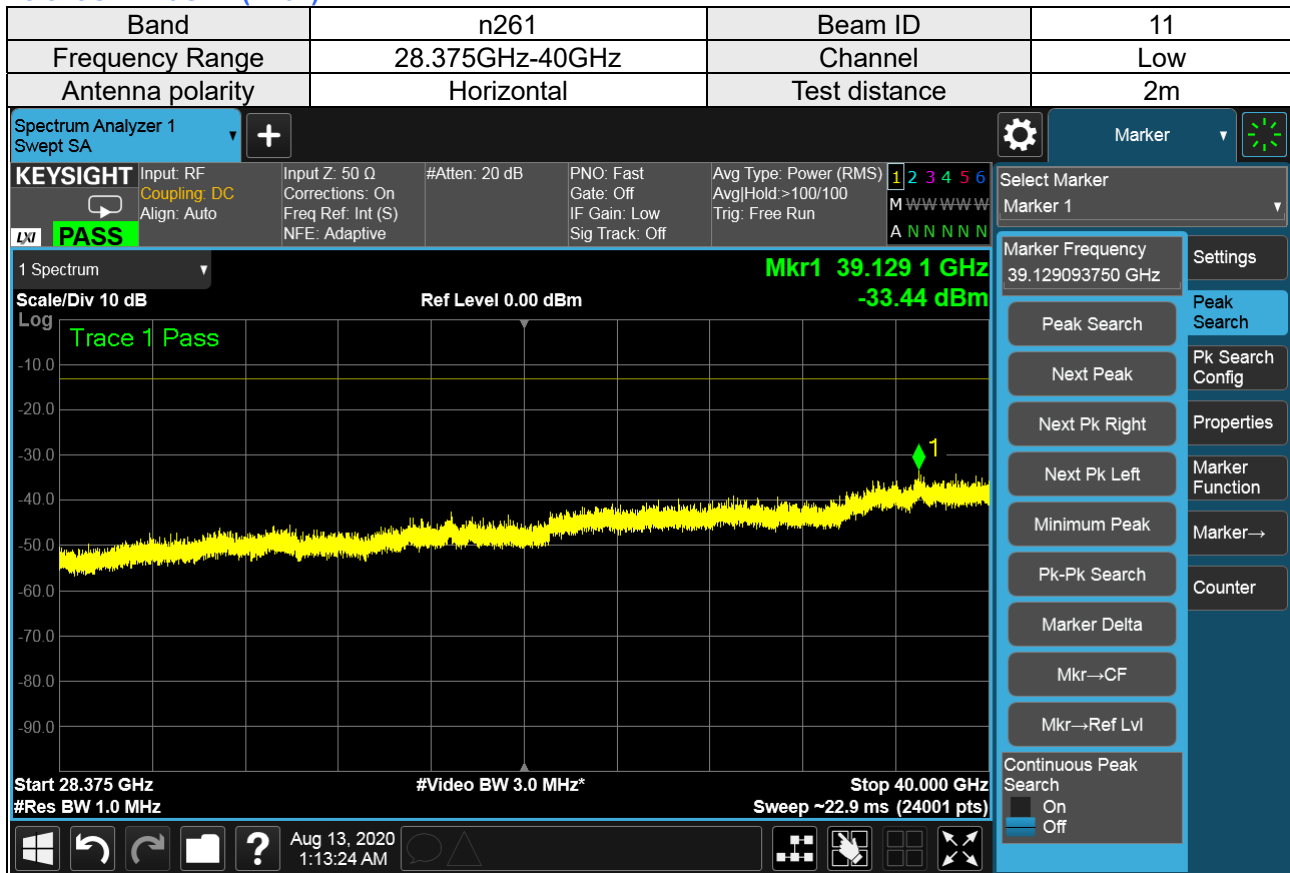 Band n261 Beam ID 11
Frequency Range 28.375GHz-40GHz Channel Low
Antenna polarity Horizontal Test distance 2m
Spectrum Analyzer 1
Swept SA
+
Marker
KEYSIGHT
LXI PASS
Input: RF
Coupling: DC
Align: Auto
Input Z: 50 Ω
Corrections: On
Freq Ref: Int (S)
NFE: Adaptive
#Atten: 20 dB
PNO: Fast
Gate: Off
IF Gain: Low
Sig Track: Off
Avg Type: Power (RMS)
Avg|Hold:>100/100
Trig: Free Run
1 2 3 4 5 6
M W W W W W
A N N N N N
Select Marker
Marker 1
1 Spectrum
Mkr1 39.129 1 GHz
-33.44 dBm
Scale/Div 10 dB
Ref Level 0.00 dBm
Log
Trace 1 Pass
-10.0
-20.0
-30.0
-40.0
-50.0
-60.0
-70.0
-80.0
-90.0
1
Start 28.375 GHz
#Video BW 3.0 MHz*
Stop 40.000 GHz
#Res BW 1.0 MHz
Sweep ~22.9 ms (24001 pts)
Marker Frequency
39.129093750 GHz
Peak Search
Next Peak
Next Pk Right
Next Pk Left
Minimum Peak
Pk-Pk Search
Marker Delta
Mkr→CF
Mkr→Ref Lvl
Continuous Peak
Search
On
Off
Settings
Peak
Search
Pk Search
Config
Properties
Marker
Function
Marker→
Counter
?
Aug 13, 2020
1:13:24 AM